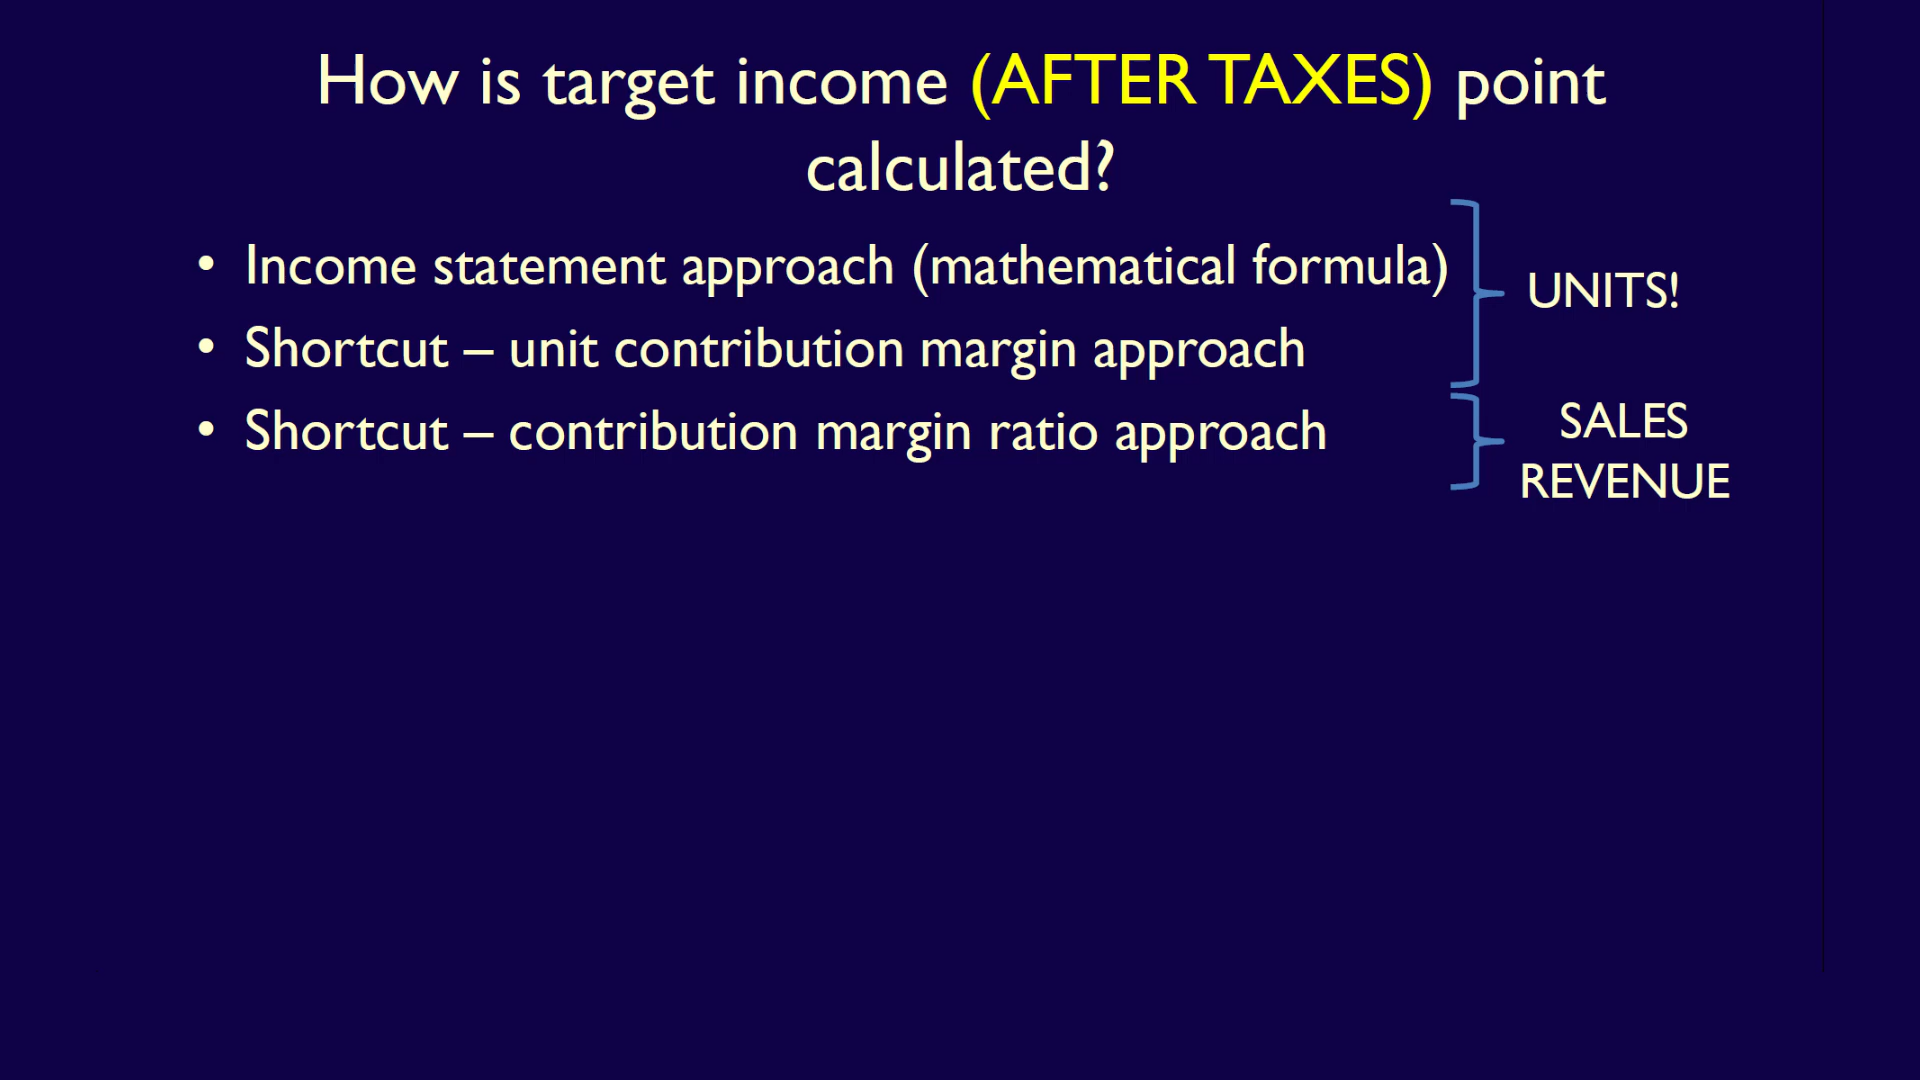 How is target income (AFTER TAXES) point
calculated?
• Income statement approach (mathematical formula)
• Shortcut – unit contribution margin approach
• Shortcut – contribution margin ratio approach
UNITS!
SALES
REVENUE